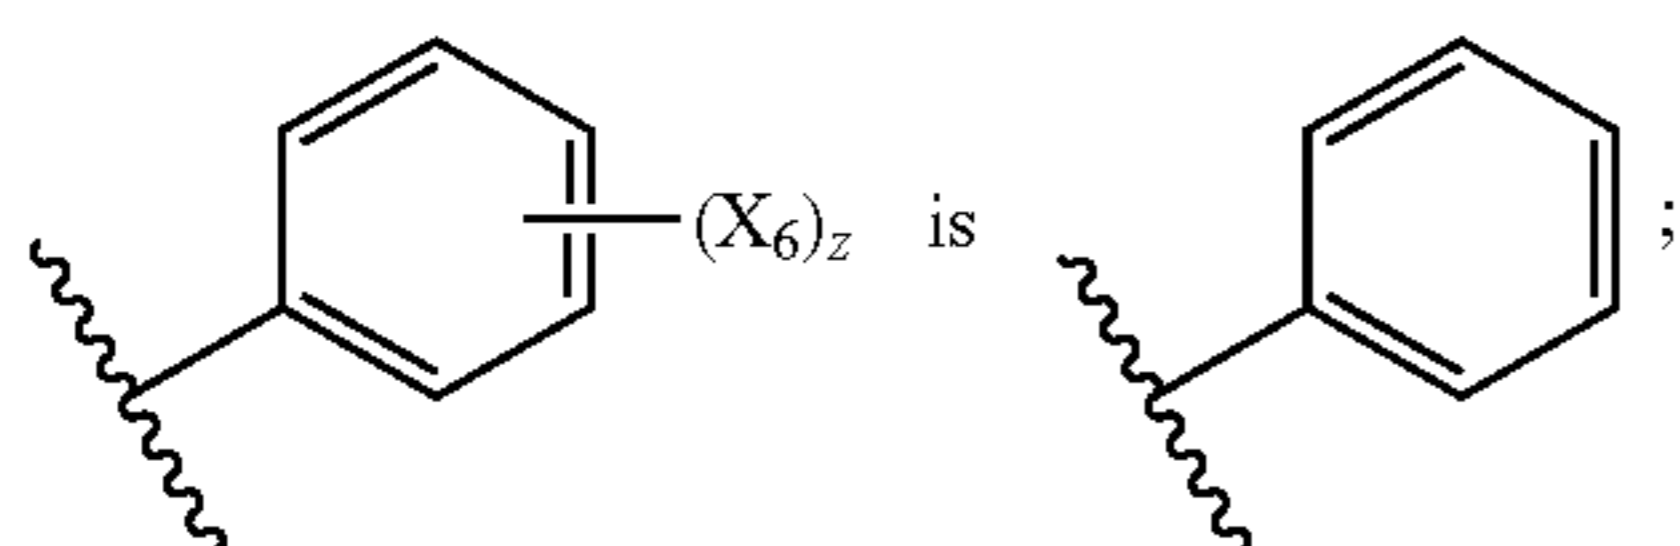 (X₆)z is ;